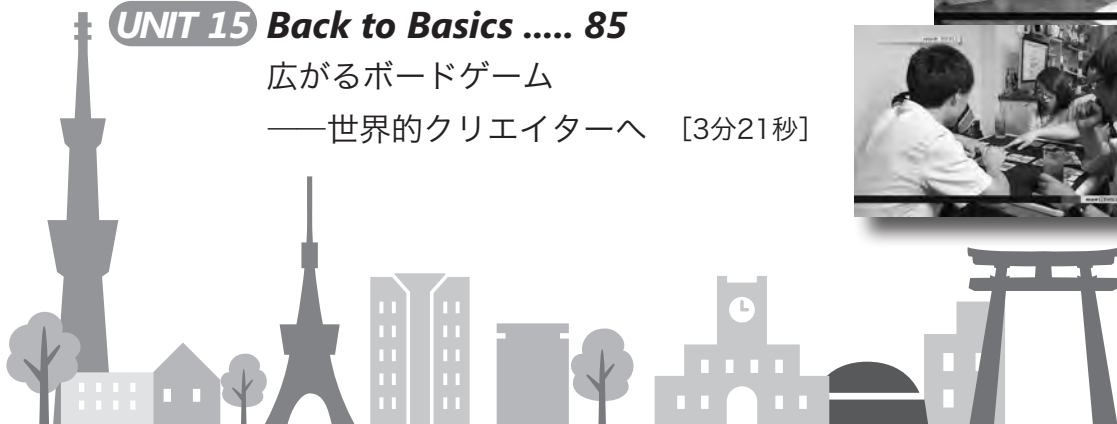 UNIT 15 Back to Basics ..... 85
広がるボードゲーム
——世界的クリエイターへ ［3分21秒］